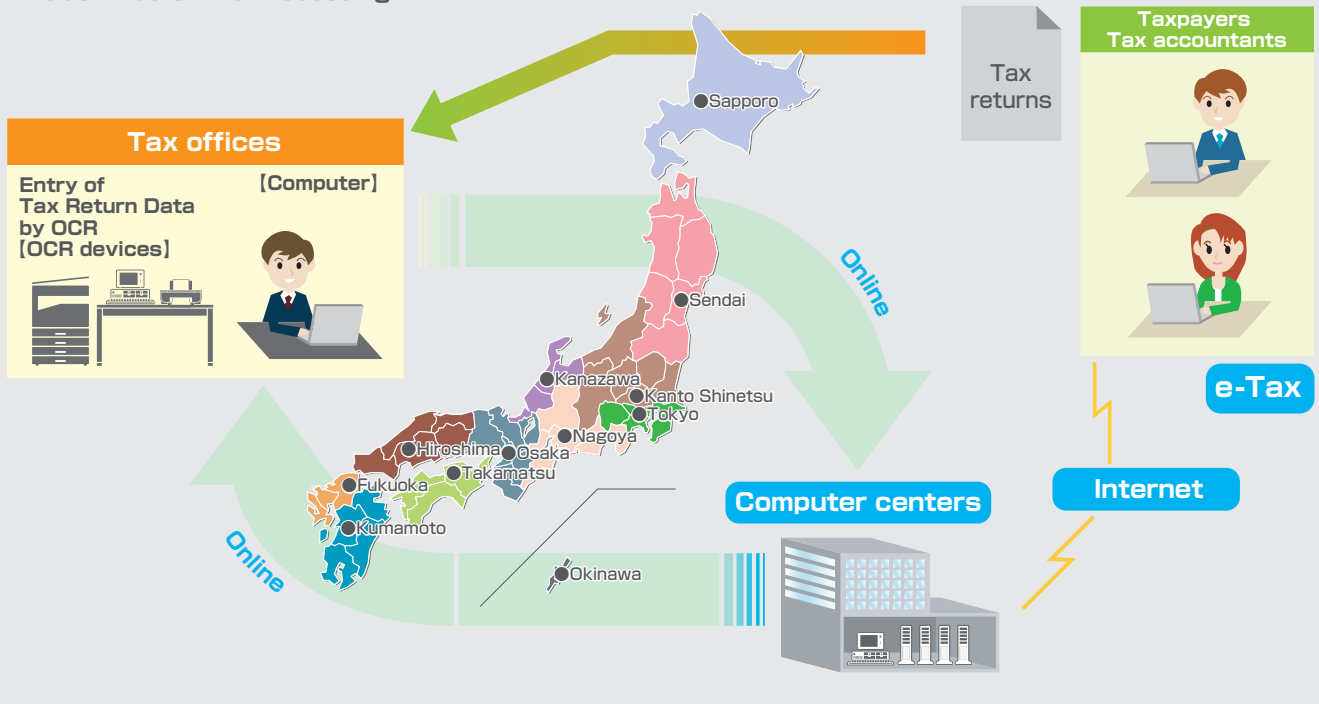 Taxpayers
Tax accountants
Tax
returns
Sapporo
Tax offices
Entry of
Tax Return Data
by OCR
【OCR devices】
【Computer】
Online
Sendai
Kanazawa
Kanto Shinetsu
Tokyo
e-Tax
Nagoya
Hiroshima
Osaka
Takamatsu
Fukuoka
Kumamoto
Internet
Computer centers
Online
Okinawa